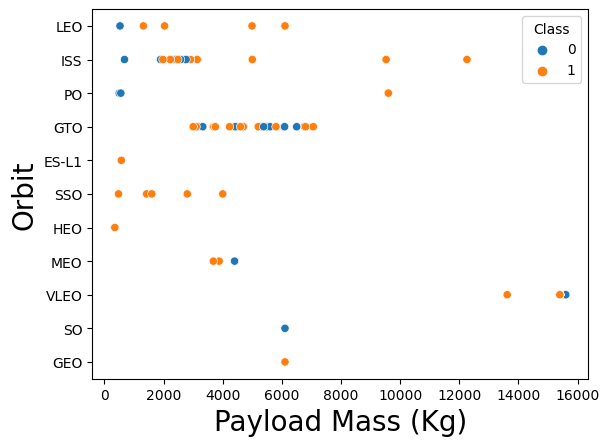 Class
0
1
LEO
ISS
PO
GTO
ES-L1
SSO
HEO
MEO
VLEO
SO
GEO
Orbit
0 2000 4000 6000 8000 10000 12000 14000 16000
Payload Mass (Kg)